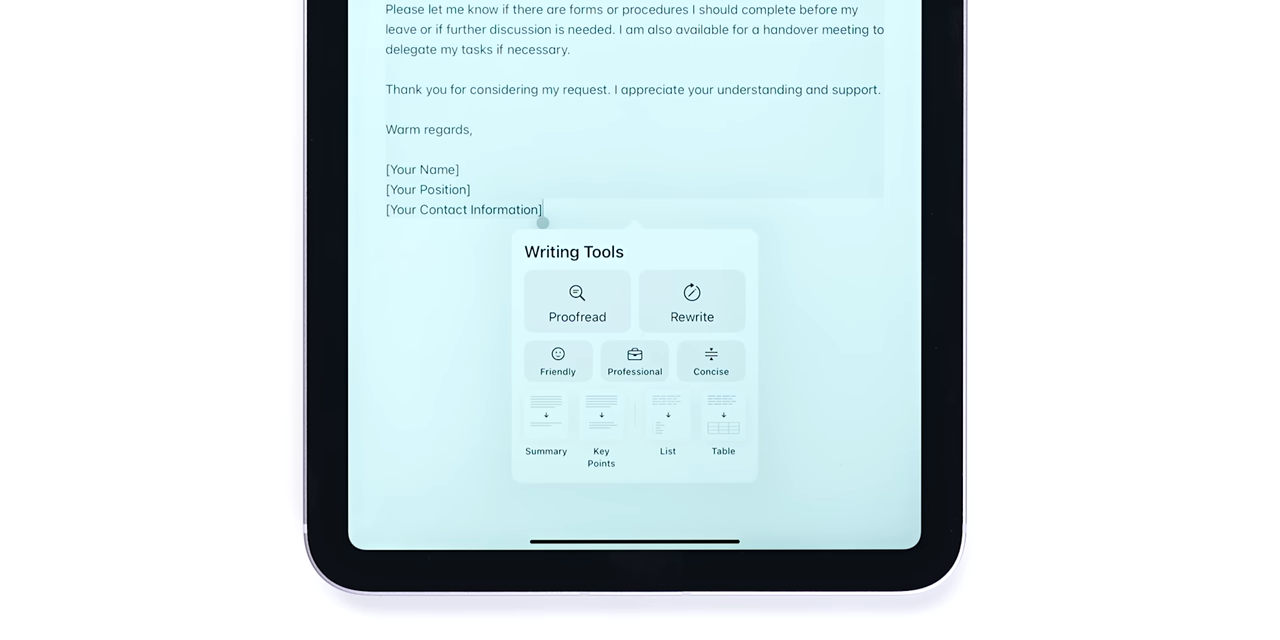 Please let me know if there are forms or procedures I should complete before my
leave or if further discussion is needed. I am also available for a handover meeting to
delegate my tasks if necessary.
Thank you for considering my request. I appreciate your understanding and support.
Warm regards,
[Your Name]
[Your Position]
[Your Contact Information]
Writing Tools
Proofread
Rewrite
Friendly
Professional
Concise
Summary
Key
Points
List
Table